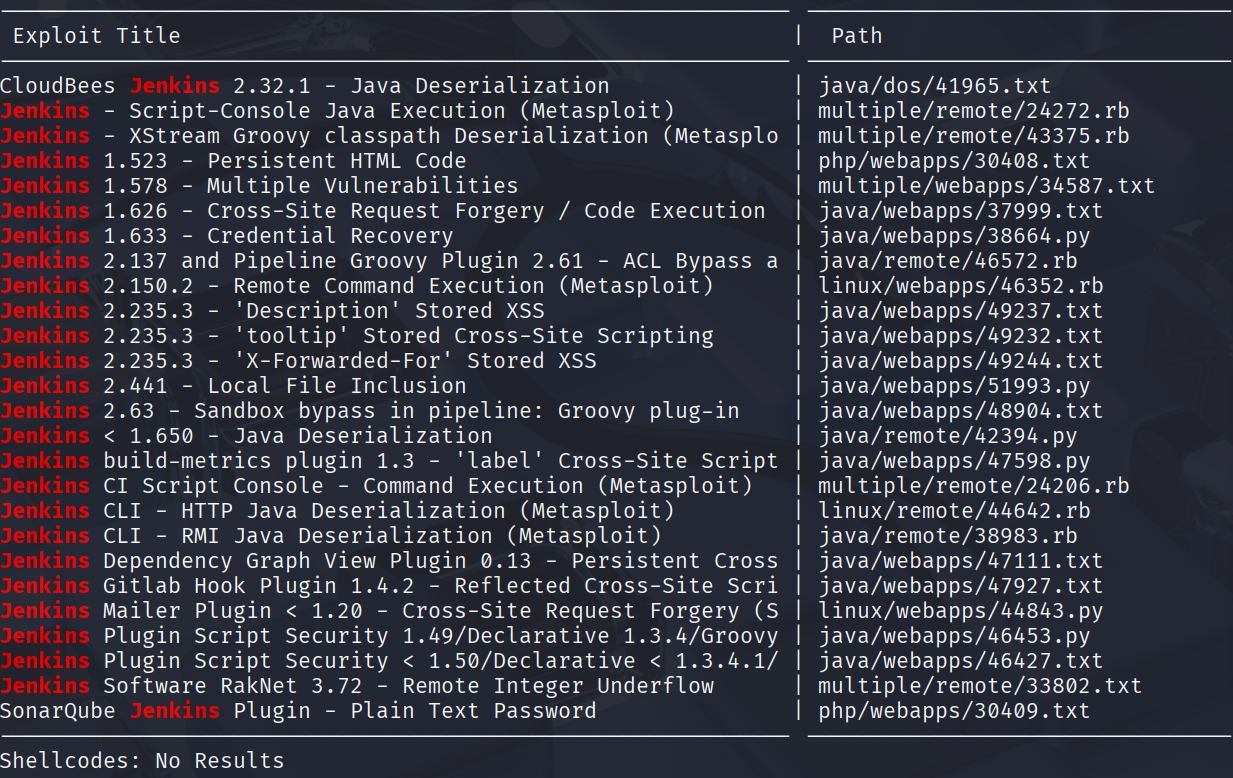 Exploit Title | Path
CloudBees Jenkins 2.32.1 - Java Deserialization | java/dos/41965.txt
Jenkins - Script-Console Java Execution (Metasploit) | multiple/remote/24272.rb
Jenkins - XStream Groovy classpath Deserialization (Metasplo | multiple/remote/43375.rb
Jenkins 1.523 - Persistent HTML Code | php/webapps/30408.txt
Jenkins 1.578 - Multiple Vulnerabilities | multiple/webapps/34587.txt
Jenkins 1.626 - Cross-Site Request Forgery / Code Execution | java/webapps/37999.txt
Jenkins 1.633 - Credential Recovery | java/webapps/38664.py
Jenkins 2.137 and Pipeline Groovy Plugin 2.61 - ACL Bypass a | java/remote/46572.rb
Jenkins 2.150.2 - Remote Command Execution (Metasploit) | linux/webapps/46352.rb
Jenkins 2.235.3 - 'Description' Stored XSS | java/webapps/49237.txt
Jenkins 2.235.3 - 'tooltip' Stored Cross-Site Scripting | java/webapps/49232.txt
Jenkins 2.235.3 - 'X-Forwarded-For' Stored XSS | java/webapps/49244.txt
Jenkins 2.441 - Local File Inclusion | java/webapps/51993.py
Jenkins 2.63 - Sandbox bypass in pipeline: Groovy plug-in | java/webapps/48904.txt
Jenkins < 1.650 - Java Deserialization | java/remote/42394.py
Jenkins build-metrics plugin 1.3 - 'label' Cross-Site Script | java/webapps/47598.py
Jenkins CI Script Console - Command Execution (Metasploit) | multiple/remote/24206.rb
Jenkins CLI - HTTP Java Deserialization (Metasploit) | linux/remote/44642.rb
Jenkins CLI - RMI Java Deserialization (Metasploit) | java/remote/38983.rb
Jenkins Dependency Graph View Plugin 0.13 - Persistent Cross | java/webapps/47111.txt
Jenkins Gitlab Hook Plugin 1.4.2 - Reflected Cross-Site Scri | java/webapps/47927.txt
Jenkins Mailer Plugin < 1.20 - Cross-Site Request Forgery (S | linux/webapps/44843.py
Jenkins Plugin Script Security 1.49/Declarative 1.3.4/Groovy | java/webapps/46453.py
Jenkins Plugin Script Security < 1.50/Declarative < 1.3.4.1/ | java/webapps/46427.txt
Jenkins Software RakNet 3.72 - Remote Integer Underflow | multiple/remote/33802.txt
SonarQube Jenkins Plugin - Plain Text Password | php/webapps/30409.txt
Shellcodes: No Results